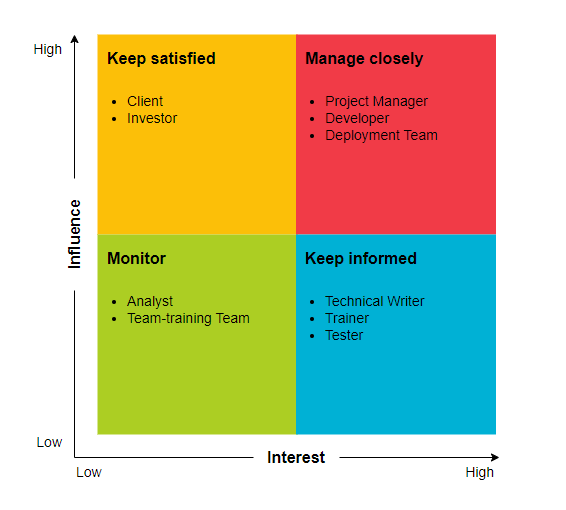 High
Influence
Low
Keep satisfied
• Client
• Investor
Manage closely
• Project Manager
• Developer
• Deployment Team
Monitor
• Analyst
• Team-training Team
Keep informed
• Technical Writer
• Trainer
• Tester
Low
Interest
High